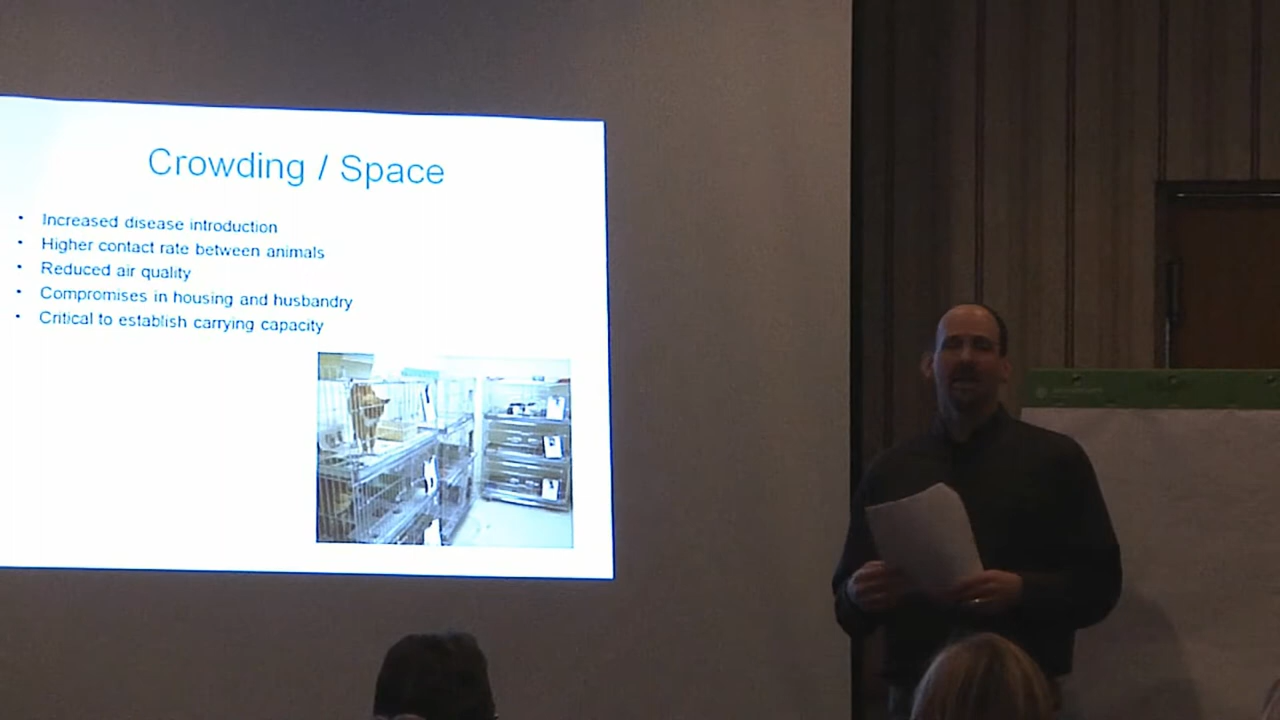 Crowding / Space
• Increased disease introduction
• Higher contact rate between animals
• Reduced air quality
• Compromises in housing and husbandry
• Critical to establish carrying capacity